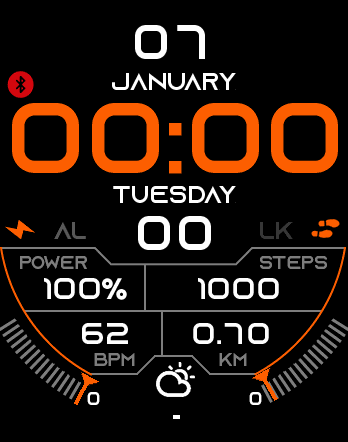 07
JANUARY
00:00
TUESDAY
AL 00 LK
POWER STEPS
100% 1000
62 0.70
BPM KM
0 0
-